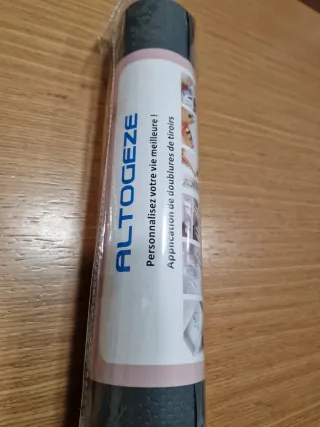 ALTOGEZE
Personnalisez votre vie meilleure !
Application de doublures de tiroirs